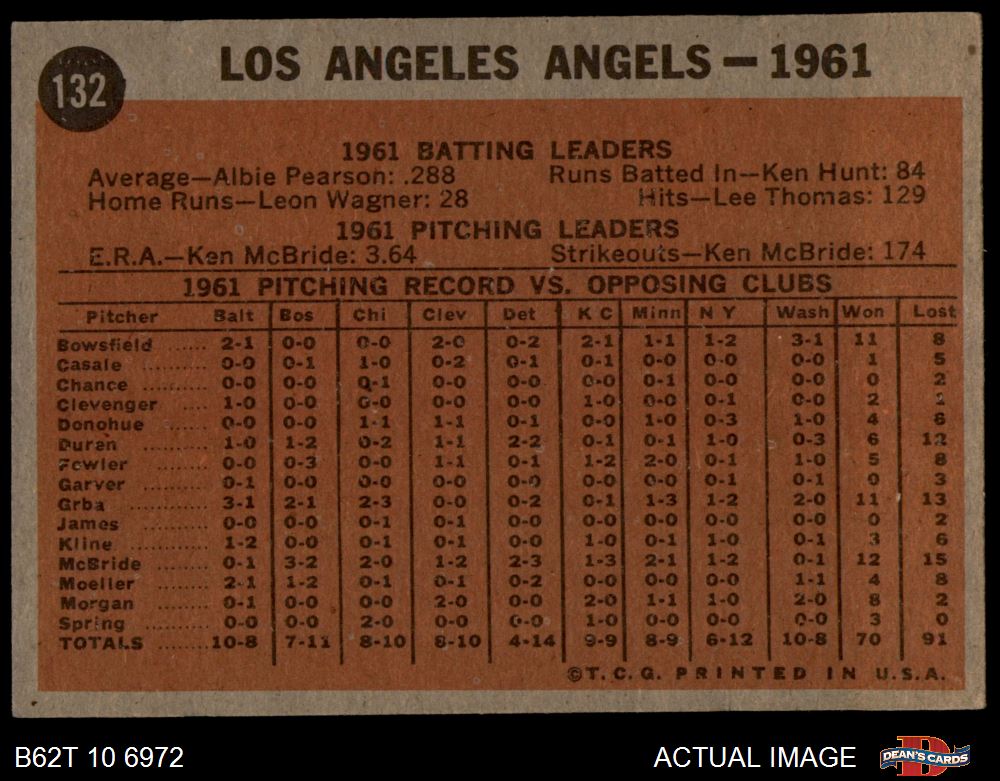 132
LOS ANGELES ANGELS — 1961
1961 BATTING LEADERS
Average—Albie Pearson: .288 Runs Batted In—Ken Hunt: 84
Home Runs—Leon Wagner: 28 Hits—Lee Thomas: 129
1961 PITCHING LEADERS
E.R.A.—Ken McBride: 3.64 Strikeouts—Ken McBride: 174
1961 PITCHING RECORD VS. OPPOSING CLUBS
Pitcher Balt Bos Chi Clev Det K C Minn N Y Wash Won Lost
Bowsfield ...... 2-1 0-0 0-0 2-0 0-2 2-1 1-1 1-2 3-1 11 8
Casale ......... 0-0 0-1 1-0 0-2 0-1 0-1 0-0 0-0 0-0 1 5
Chance ......... 0-0 0-0 0-1 0-0 0-0 0-0 0-1 0-0 0-0 0 2
Clevenger .... 1-0 0-0 0-0 0-0 0-0 1-0 0-0 0-1 0-0 2
Donohue ...... 0-0 0-0 1-1 1-1 0-1 0-0 1-0 0-3 1-0 4 6
Duren ......... 1-0 1-2 0-2 1-1 2-2 0-1 0-1 1-0 0-3 6 12
Fowler ......... 0-0 0-3 0-0 1-1 0-1 1-2 2-0 0-1 1-0 5 8
Garver ......... 0-1 0-0 0-0 0-0 0-0 0-0 0-0 0-1 0-1 0 3
Grba ............ 3-1 2-1 2-3 0-0 0-2 0-1 1-3 1-2 2-0 11 13
James ......... 0-0 0-0 0-1 0-1 0-0 0-0 0-0 0-0 0-0 0 2
Kline ............ 1-2 0-0 0-1 0-1 0-0 1-0 0-1 1-0 0-1 3 6
McBride ...... 0-1 3-2 2-0 1-2 2-3 1-3 2-1 1-2 0-1 12 15
Moeller ...... 2-1 1-2 0-1 0-1 0-2 0-0 0-0 0-0 1-1 4 8
Morgan ......... 0-1 0-0 0-0 2-0 0-0 2-0 1-1 1-0 2-0 8 2
Spring ......... 0-0 0-0 2-0 0-0 0-0 1-0 0-0 0-0 0-0 3 0
TOTALS ......10-8 7-11 8-10 8-10 4-14 9-9 8-9 6-12 10-8 70 91
©T. C. G. PRINTED IN U.S.A.
B62T 10 6972 ACTUAL IMAGE DEAN'S CARDS